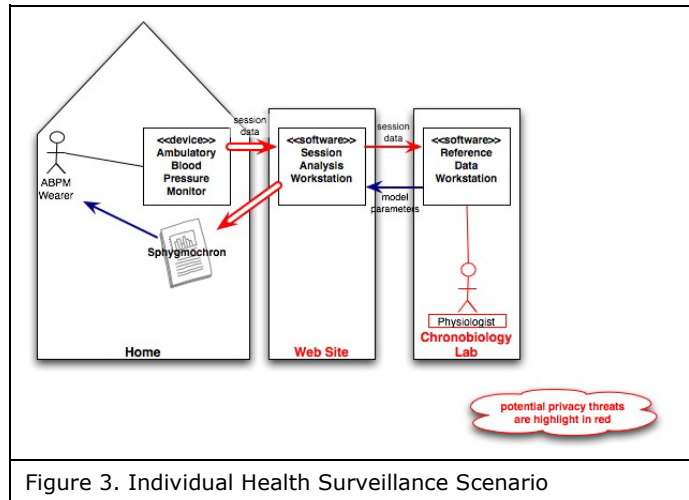 session
data
<<device>>
Ambulatory
Blood
Pressure
Monitor
ABPM
Wearer
Sphygmochron
Home
<<software>>
Session
Analysis
Workstation
Web Site
session
data
model
parameters
<<software>>
Reference
Data
Workstation
Physiologist
Chronobiology
Lab
potential privacy threats
are highlight in red
Figure 3. Individual Health Surveillance Scenario